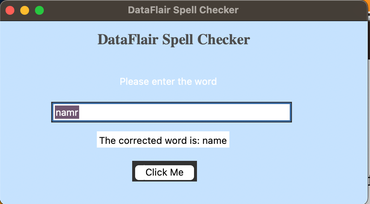 DataFlair Spell Checker
DataFlair Spell Checker
Please enter the word
namr
The corrected word is: name
Click Me